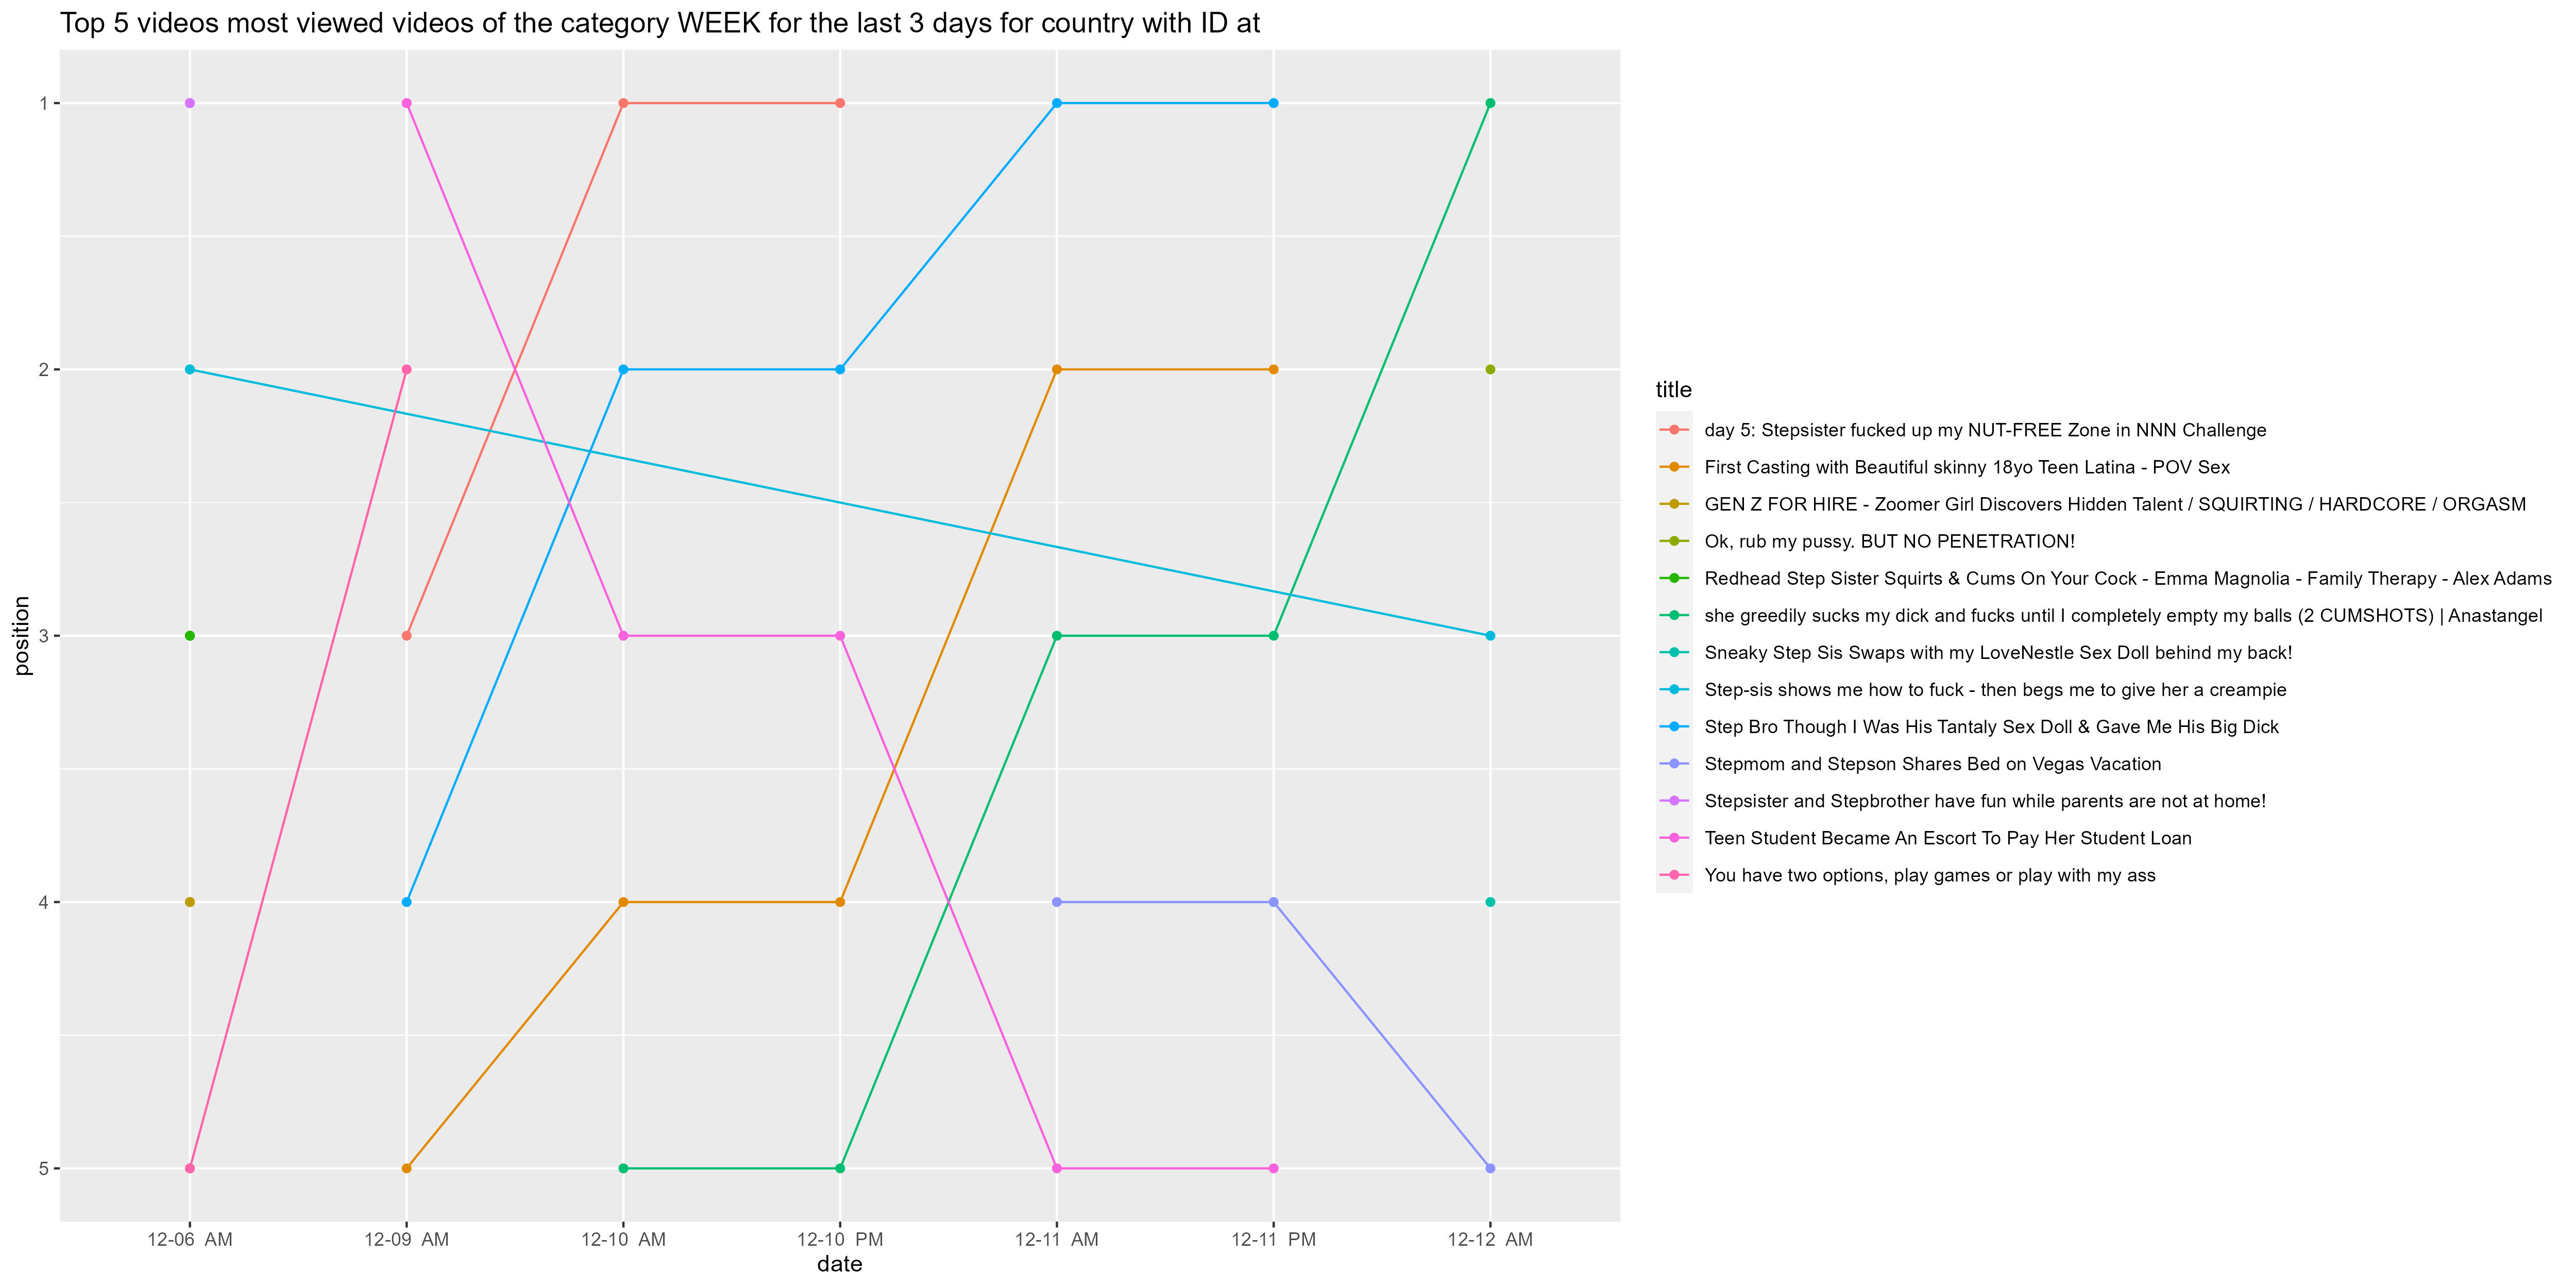 Top 5 videos most viewed videos of the category WEEK for the last 3 days for country with ID at
position
1
2
3
4
5
12-06 AM
12-09 AM
12-10 AM
12-10 PM
12-11 AM
12-11 PM
12-12 AM
date
title
day 5: Stepsister fucked up my NUT-FREE Zone in NNN Challenge
First Casting with Beautiful skinny 18yo Teen Latina - POV Sex
GEN Z FOR HIRE - Zoomer Girl Discovers Hidden Talent / SQUIRTING / HARDCORE / ORGASM
Ok, rub my pussy. BUT NO PENETRATION!
Redhead Step Sister Squirts & Cums On Your Cock - Emma Magnolia - Family Therapy - Alex Adams
she greedily sucks my dick and fucks until I completely empty my balls (2 CUMSHOTS) | Anastangel
Sneaky Step Sis Swaps with my LoveNestle Sex Doll behind my back!
Step-sis shows me how to fuck - then begs me to give her a creampie
Step Bro Though I Was His Tantaly Sex Doll & Gave Me His Big Dick
Stepmom and Stepson Shares Bed on Vegas Vacation
Stepsister and Stepbrother have fun while parents are not at home!
Teen Student Became An Escort To Pay Her Student Loan
You have two options, play games or play with my ass